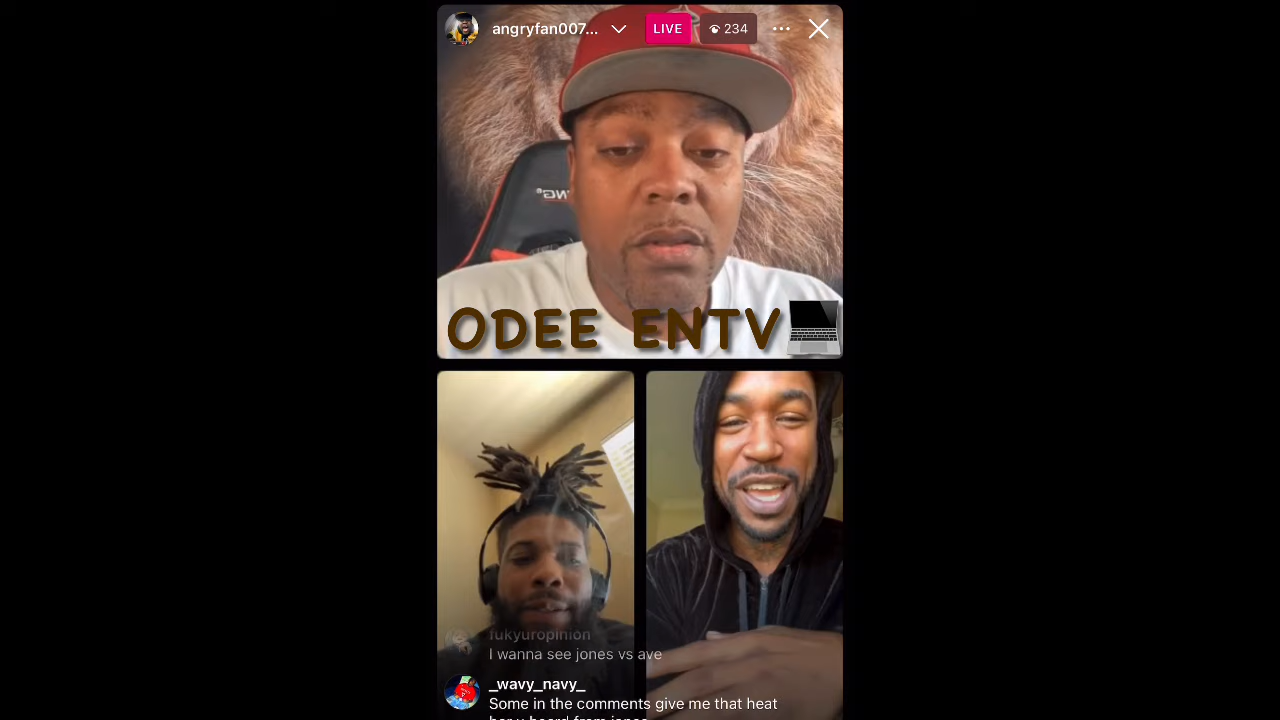 angryfan007...
LIVE
234
ODEE ENTV
fukyuropinion
I wanna see jones vs ave
_wavy_navy_
Some in the comments give me that heat